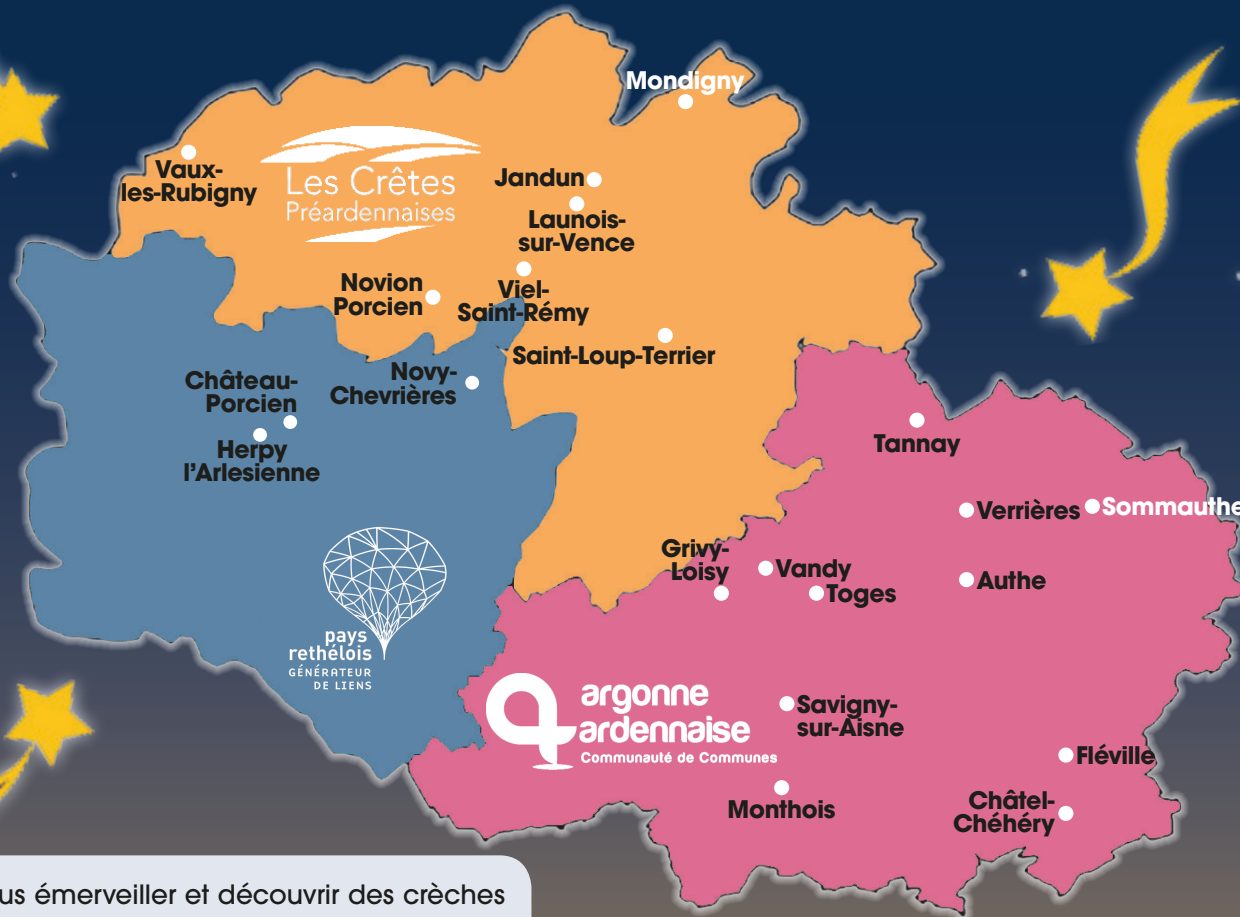 Mondigny
Vaux-
les-Rubigny
Les Crêtes
Préardennaises
Jandun
Launois-
sur-Vence
Novion
Porcien
Viel-
Saint-Rémy
Saint-Loup-Terrier
Novy-
Chevrières
Château-
Porcien
Herpy
l'Arlesienne
Tannay
Verrières
Sommauthe
Grivy-
Loisy
Vandy
Toges
Authe
pays
rethélois
GÉNÉRATEUR
DE LIENS
argonne
ardennaise
Communauté de Communes
Savigny-
sur-Aisne
Fléville
Monthois
Châtel-
Chéhéry
us émerveiller et découvrir des crèches